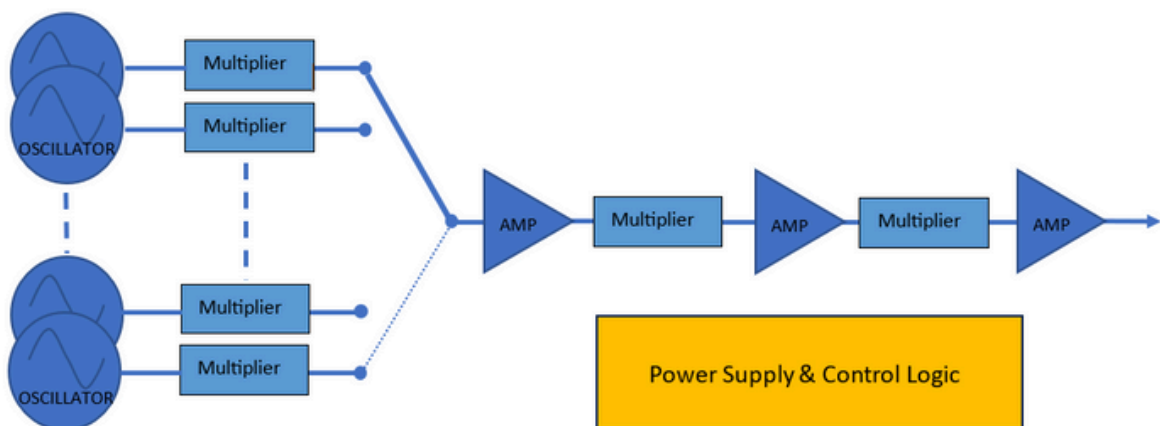 Multiplier
Multiplier
OSCILLATOR
AMP
Multiplier
AMP
Multiplier
AMP
Multiplier
Multiplier
OSCILLATOR
Power Supply & Control Logic